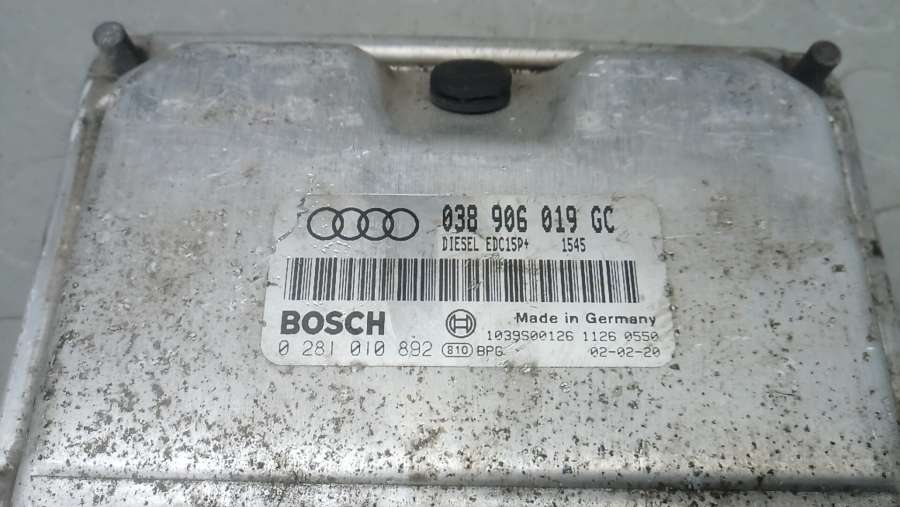 038 906 019 GC
DIESEL EDC15P+ 1545
BOSCH
Made in Germany
1039S00126 1126 0550
0 281 010 892 810 BPG 02-02-20